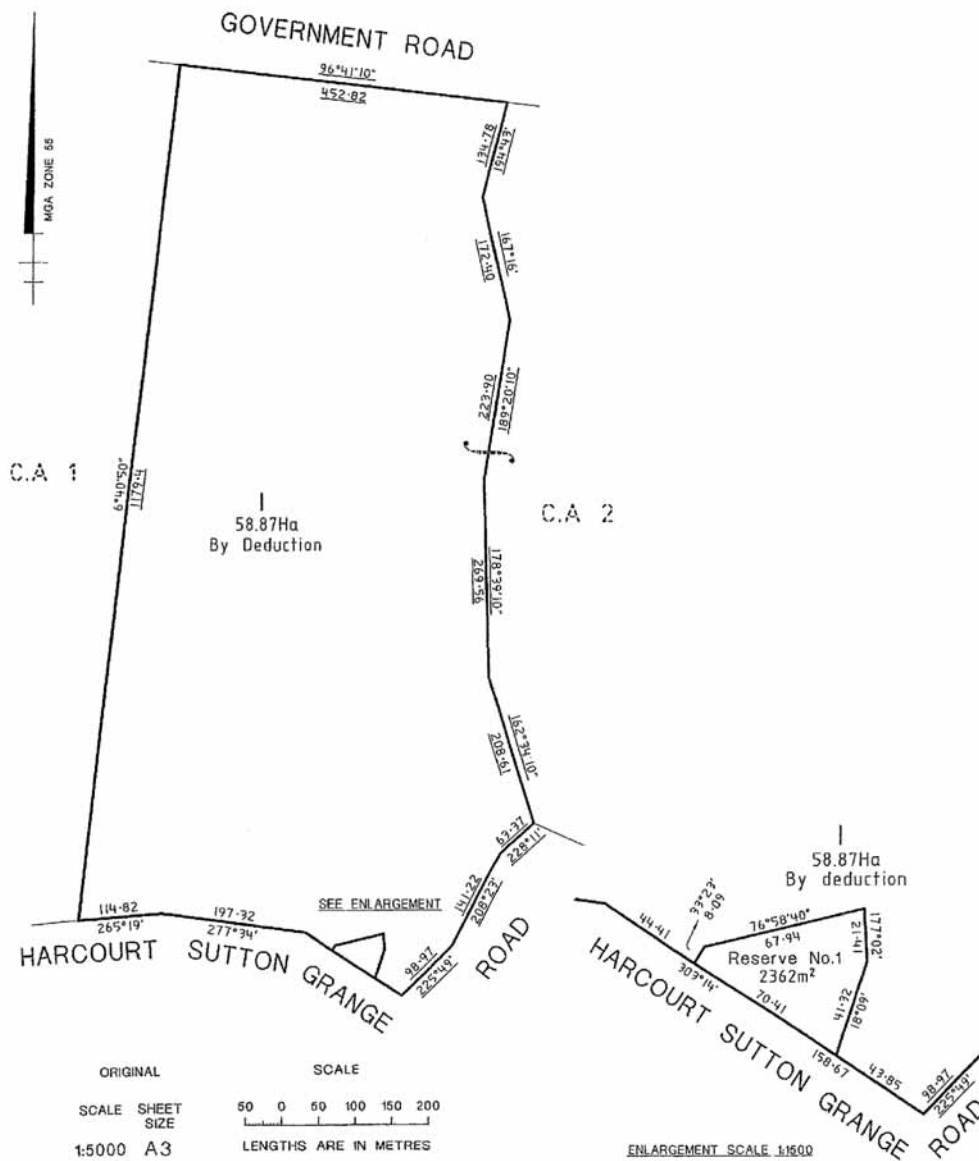 GOVERNMENT ROAD
96°41'10"
452·82
MGA ZONE 55
134·78
194°43'
167°16'
172·40
223·90
189°20'10"
C.A 1
6°40'50"
1179·4
I
58.87Ha
By Deduction
C.A 2
178°39'10"
269·56
162°34'10"
208·61
63·37
228°11'
141·22
208°23'
SEE ENLARGEMENT
114·82
265°19'
197·32
277°34'
98·97
225°49'
HARCOURT SUTTON GRANGE ROAD
I
58.87Ha
By deduction
44·41
33°23'
8·09
76°58'40"
67·94
177°02'
21·41
Reserve No.1
2362m²
303°14'
70·41
41·32
18°09'
158·67
43·85
98·97
225°49'
HARCOURT SUTTON GRANGE ROAD
ORIGINAL
SCALE SHEET SIZE
1:5000 A3
SCALE
50 0 50 100 150 200
LENGTHS ARE IN METRES
ENLARGEMENT SCALE 1:1500